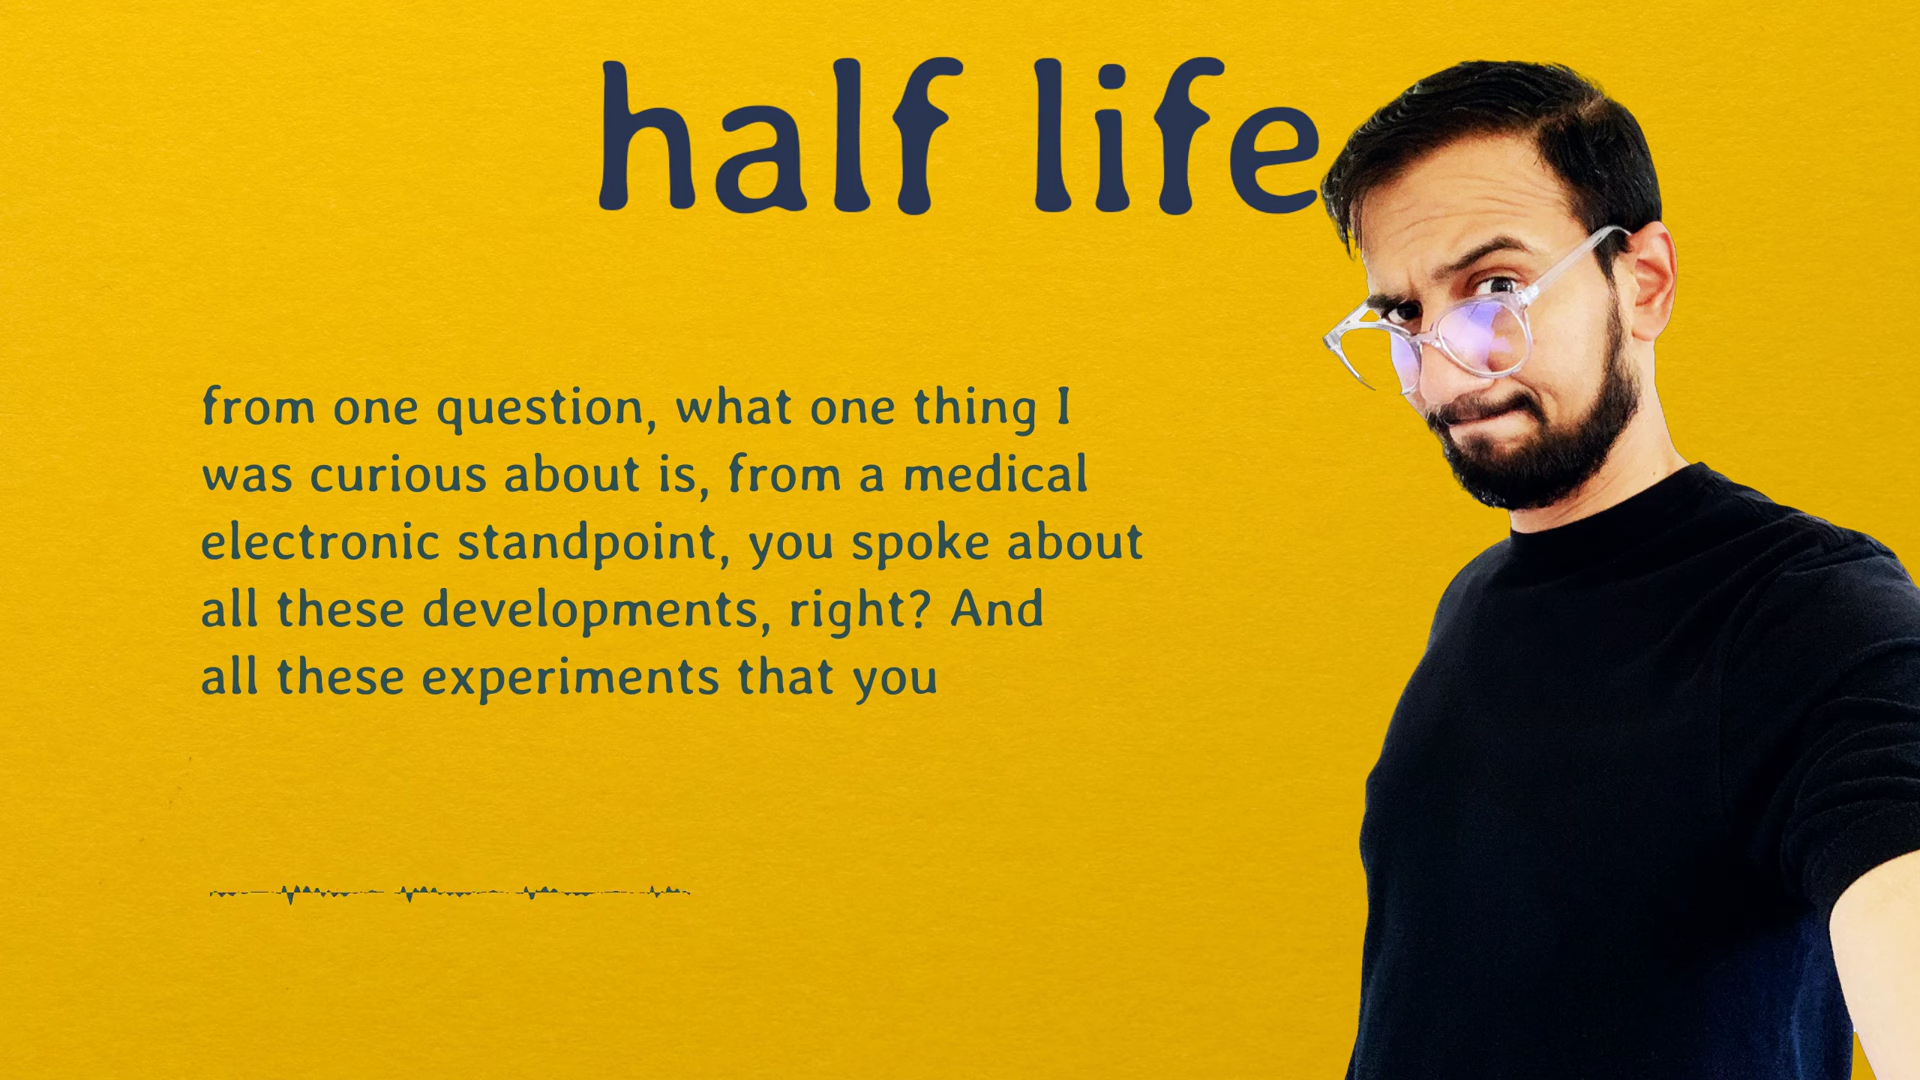 half life
from one question, what one thing I
was curious about is, from a medical
electronic standpoint, you spoke about
all these developments, right? And
all these experiments that you